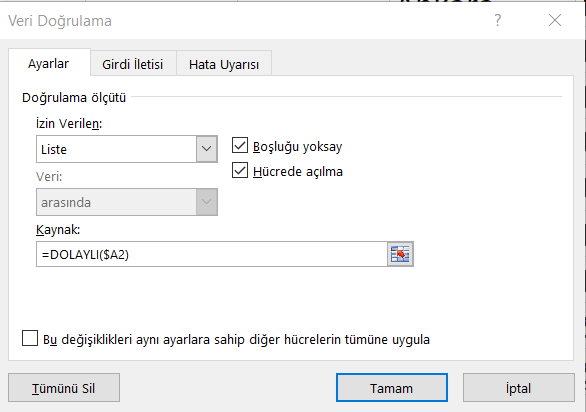 Veri Doğrulama
Ayarlar Girdi İletisi Hata Uyarısı
Doğrulama ölçütü
İzin Verilen:
Liste
Boşluğu yoksay
Hücrede açılma
Veri:
arasında
Kaynak:
=DOLAYLI($A2)
Bu değişiklikleri aynı ayarlara sahip diğer hücrelerin tümüne uygula
Tümünü Sil Tamam İptal